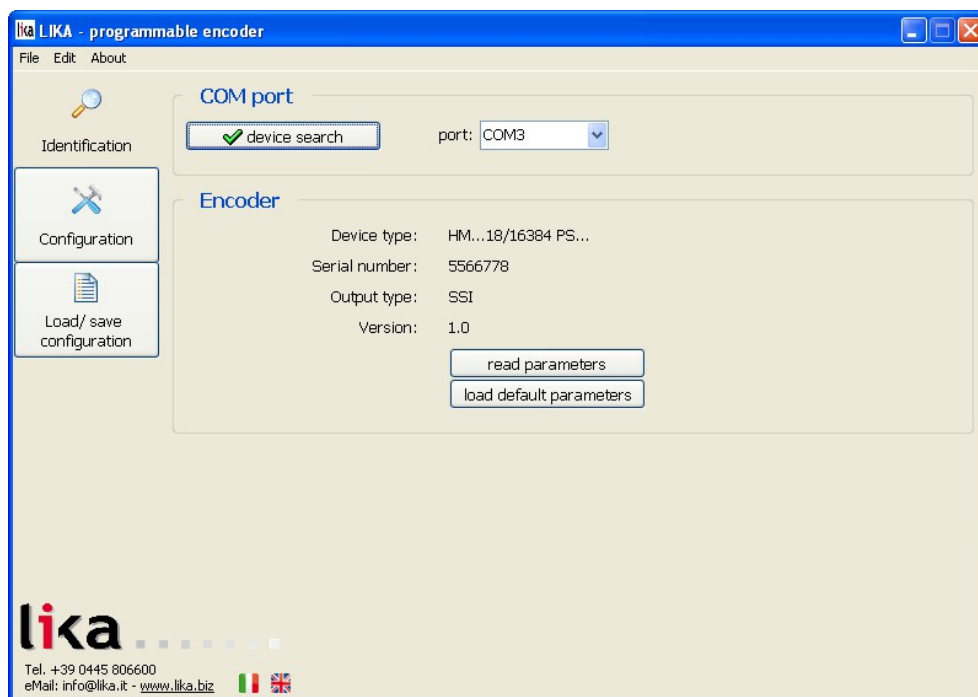 lika LIKA - programmable encoder
File Edit About
Identification
Configuration
Load/ save
configuration
COM port
device search
port: COM3
Encoder
Device type: HM...18/16384 PS...
Serial number: 5566778
Output type: SSI
Version: 1.0
read parameters
load default parameters
lika
Tel. +39 0445 806600
eMail: info@lika.it - www.lika.biz